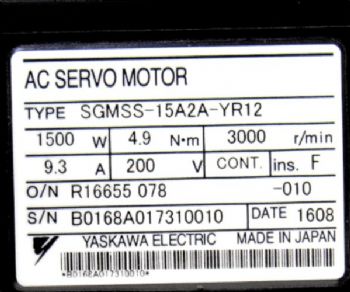 AC SERVO MOTOR
TYPE SGMSS-15A2A-YR12
1500 W 4.9 N·m 3000 r/min
9.3 A 200 V CONT. ins. F
O/N R16655 078 -010
S/N B0168A017310010 DATE 1608
YASKAWA ELECTRIC MADE IN JAPAN
*B0168A017310010*